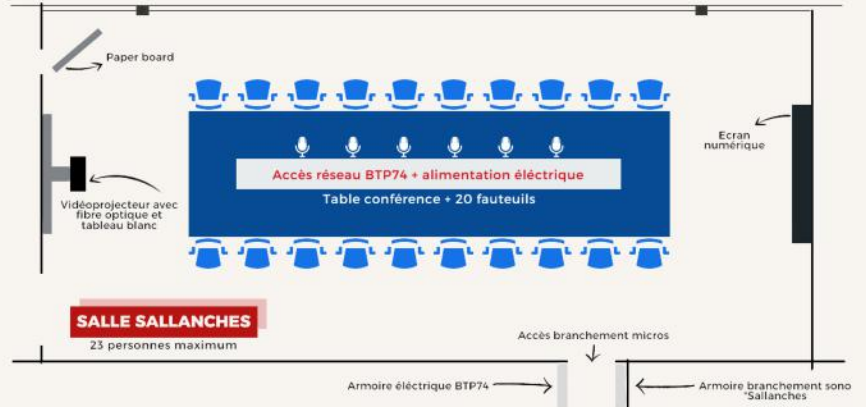 Paper board
Ecran
numérique
Accès réseau BTP74 + alimentation éléctrique
Table conférence + 20 fauteuils
Vidéoprojecteur avec
fibre optique et
tableau blanc
SALLE SALLANCHES
23 personnes maximum
Accès branchement micros
Armoire éléctrique BTP74
Armoire branchement sono
"Sallanches